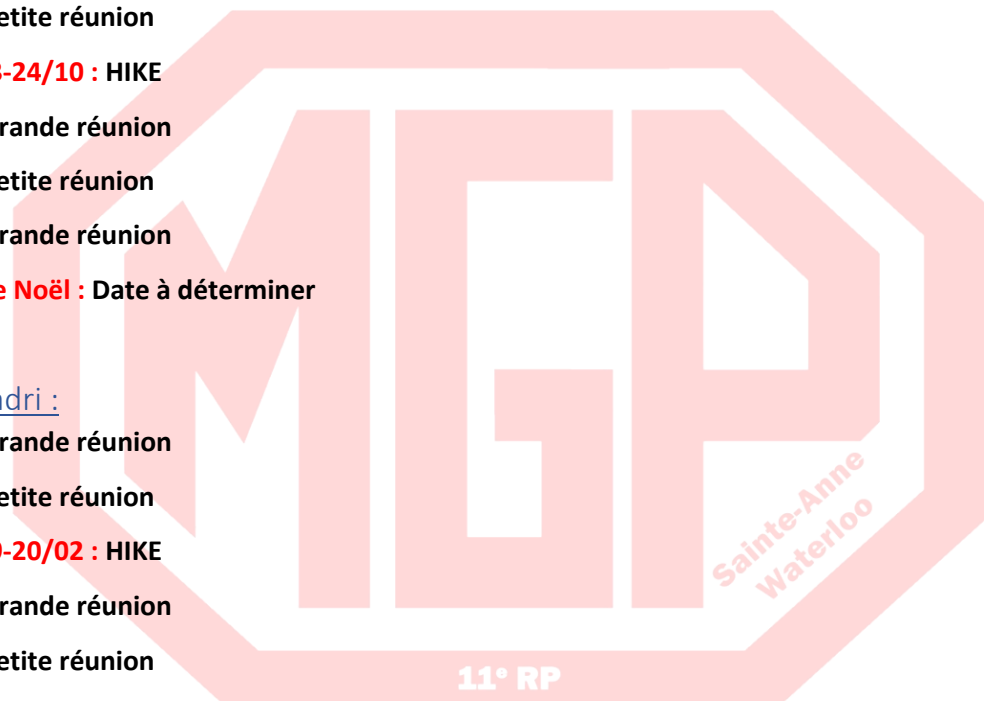 etite réunion
-24/10 : HIKE
rande réunion
etite réunion
rande réunion
e Noël : Date à déterminer
adri :
rande réunion
etite réunion
-20/02 : HIKE
rande réunion
etite réunion
MGP
Sainte-Anne
Waterloo
11e RP